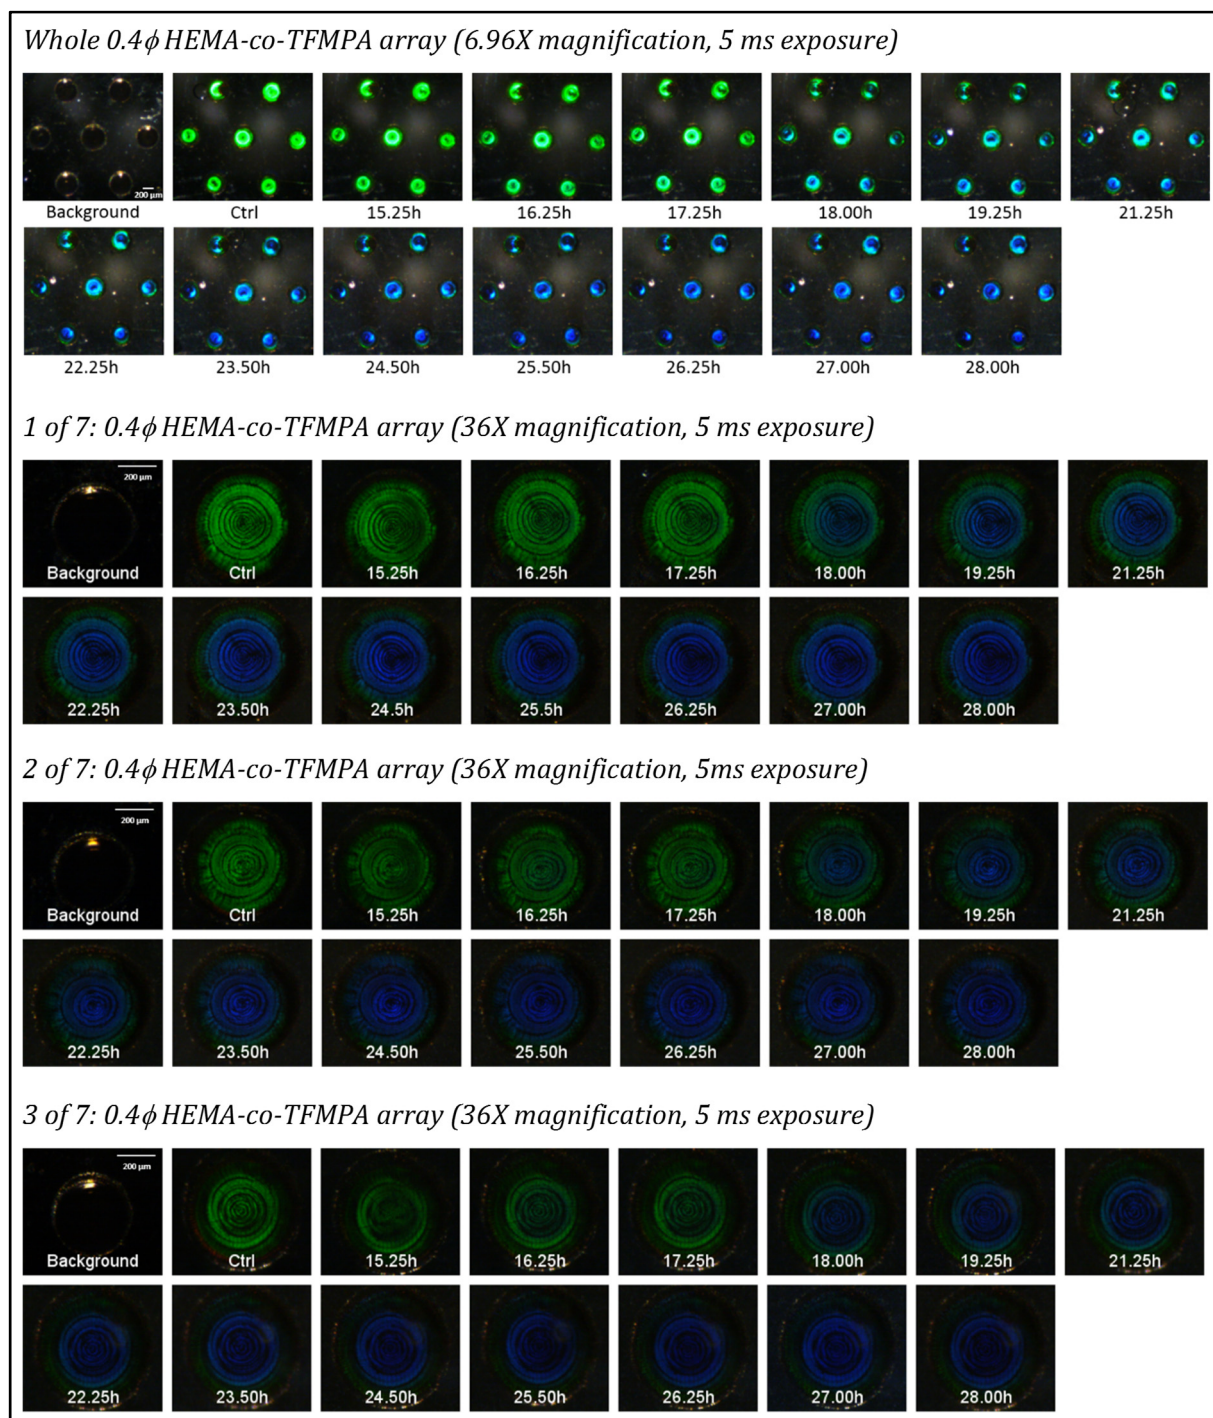 Whole 0.4ϕ HEMA-co-TFMPA array (6.96X magnification, 5 ms exposure)
200 µm
Background Ctrl 15.25h 16.25h 17.25h 18.00h 19.25h 21.25h
22.25h 23.50h 24.50h 25.50h 26.25h 27.00h 28.00h
1 of 7: 0.4ϕ HEMA-co-TFMPA array (36X magnification, 5 ms exposure)
200 µm
Background Ctrl 15.25h 16.25h 17.25h 18.00h 19.25h 21.25h
22.25h 23.50h 24.5h 25.5h 26.25h 27.00h 28.00h
2 of 7: 0.4ϕ HEMA-co-TFMPA array (36X magnification, 5ms exposure)
200 µm
Background Ctrl 15.25h 16.25h 17.25h 18.00h 19.25h 21.25h
22.25h 23.50h 24.50h 25.50h 26.25h 27.00h 28.00h
3 of 7: 0.4ϕ HEMA-co-TFMPA array (36X magnification, 5 ms exposure)
200 µm
Background Ctrl 15.25h 16.25h 17.25h 18.00h 19.25h 21.25h
22.25h 23.50h 24.50h 25.50h 26.25h 27.00h 28.00h